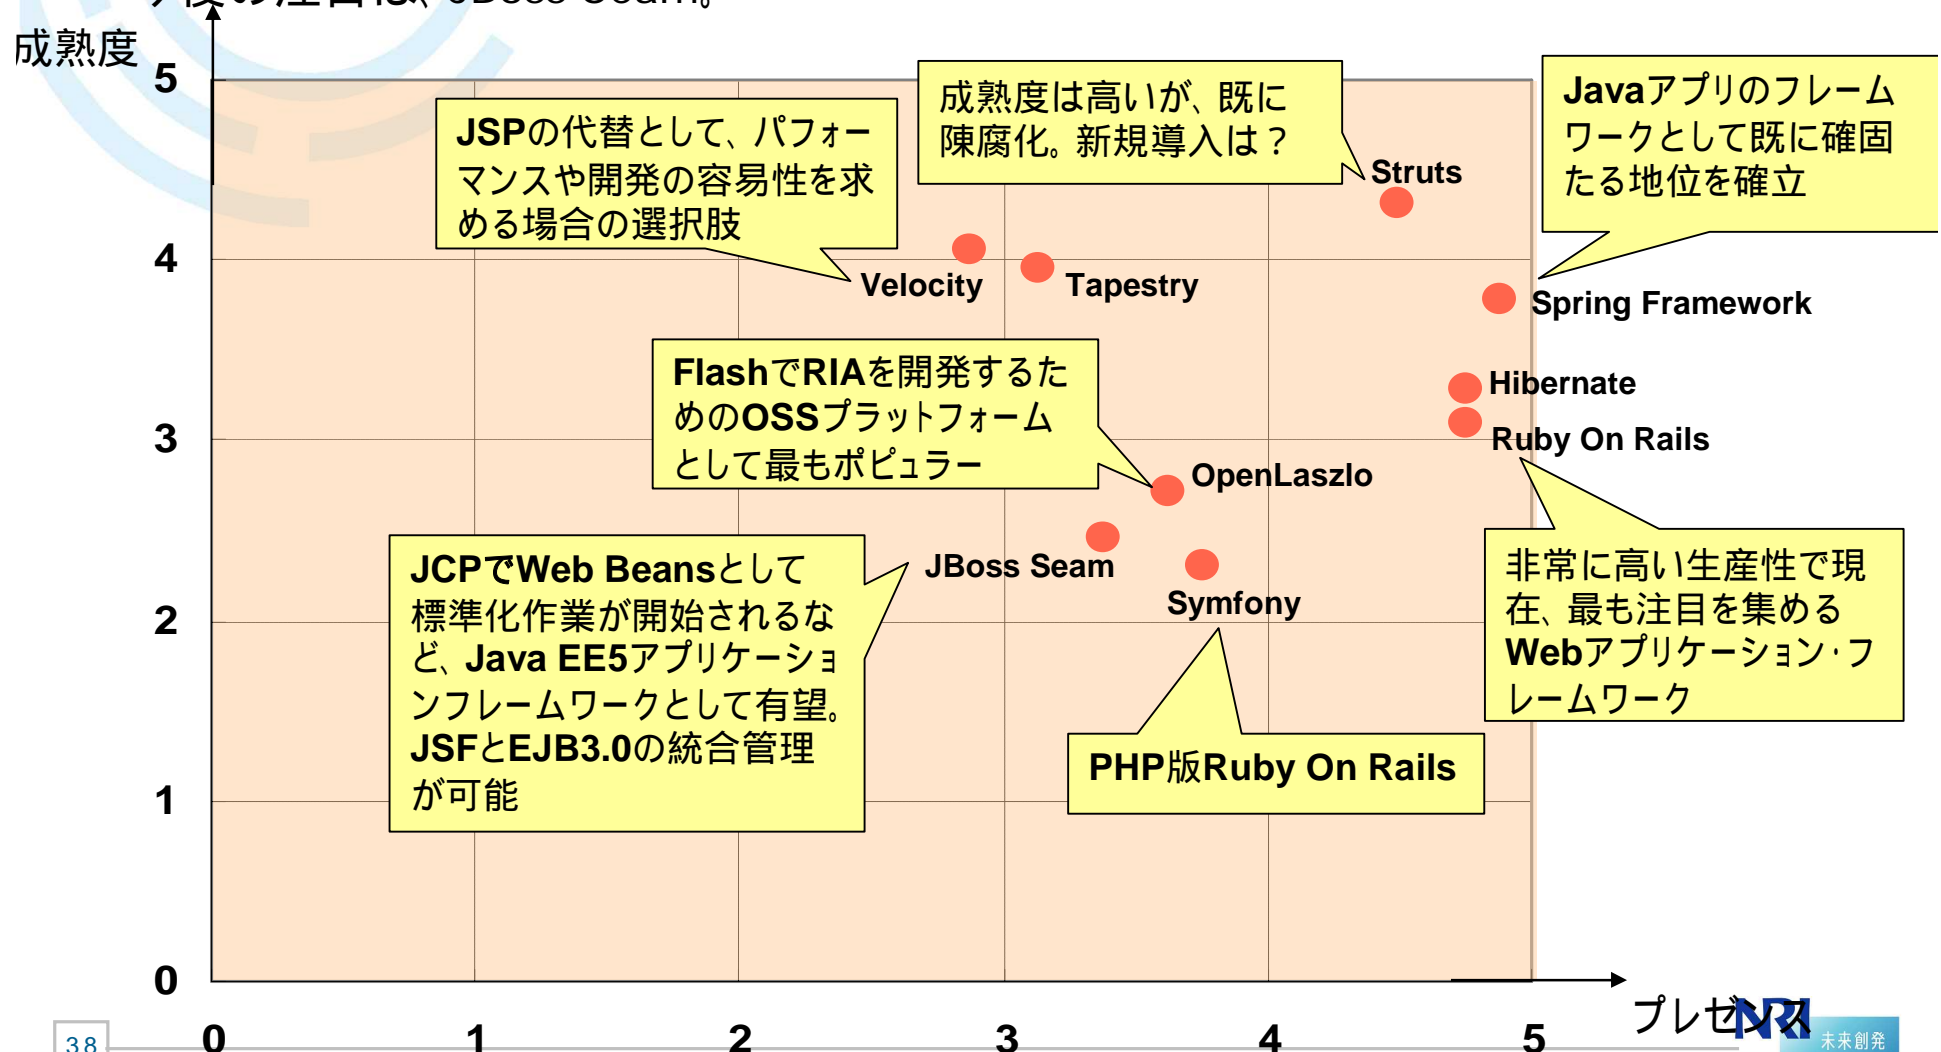 今後の注目は、JBoss Seam。
成熟度
5
4
3
2
1
0
JSPの代替として、パフォー
マンスや開発の容易性を求
める場合の選択肢
成熟度は高いが、既に
陳腐化。新規導入は？
Javaアプリのフレーム
ワークとして既に確固
たる地位を確立
Struts
Velocity
Tapestry
Spring Framework
FlashでRIAを開発するた
めのOSSプラットフォーム
として最もポピュラー
Hibernate
Ruby On Rails
OpenLaszlo
JBoss Seam
Symfony
JCPでWeb Beansとして
標準化作業が開始されるな
ど、Java EE5アプリケーショ
ンフレームワークとして有望。
JSFとEJB3.0の統合管理
が可能
非常に高い生産性で現
在、最も注目を集める
Webアプリケーション・フ
レームワーク
PHP版Ruby On Rails
プレゼンス
0 1 2 3 4 5
38
NRI 未来創発